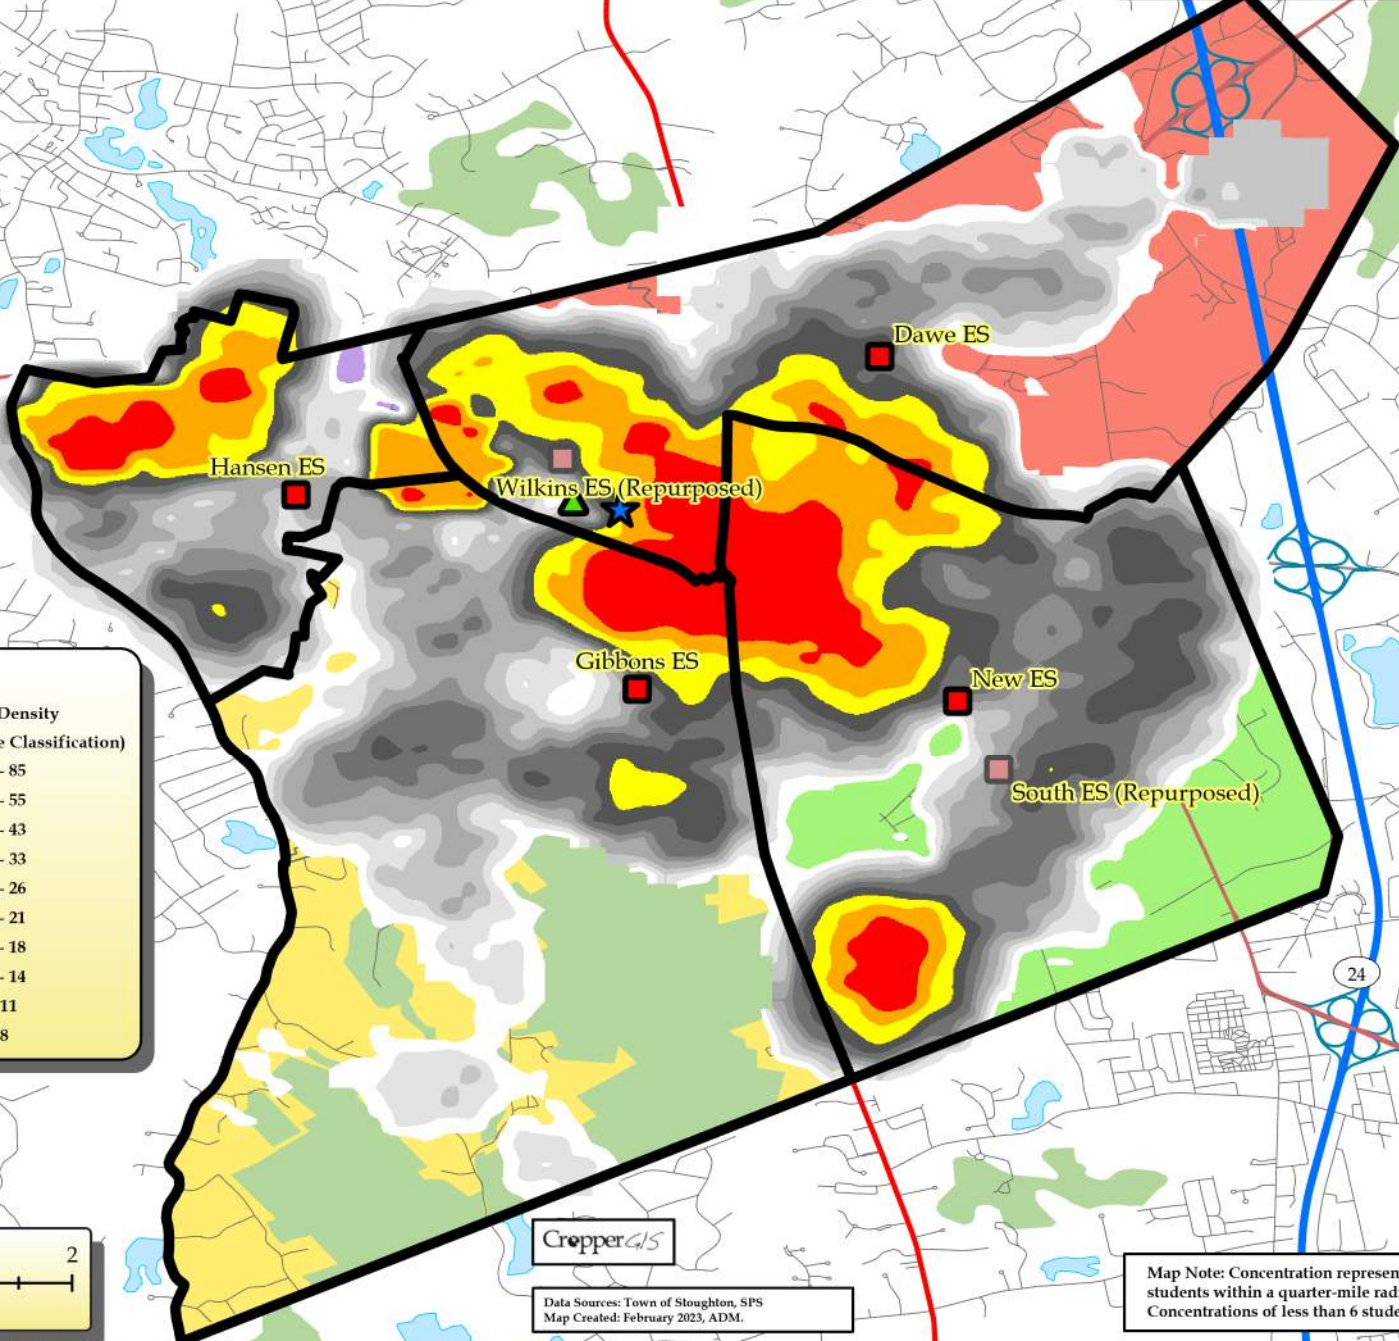 Dawe ES
Hansen ES
Wilkins ES (Repurposed)
Gibbons ES
New ES
South ES (Repurposed)
Density
e Classification)
- 85
- 55
- 43
- 33
- 26
- 21
- 18
- 14
11
8
24
2
CropperGIS
Data Sources: Town of Stoughton, SPS
Map Created: February 2023, ADM.
Map Note: Concentration represen
students within a quarter-mile rad
Concentrations of less than 6 stude